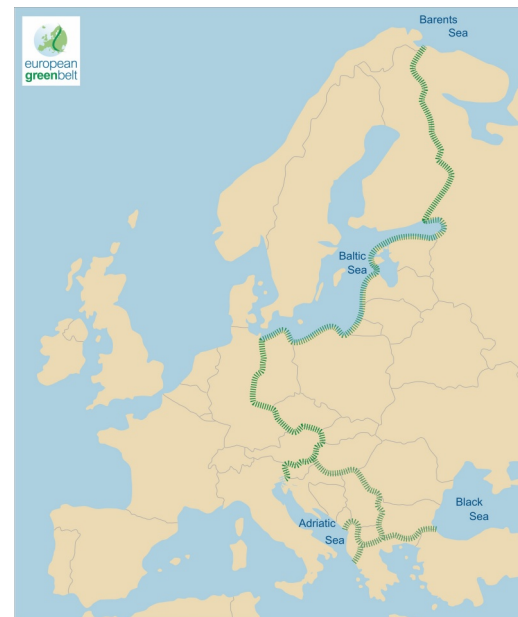 european
greenbelt
Barents
Sea
Baltic
Sea
Adriatic
Sea
Black
Sea